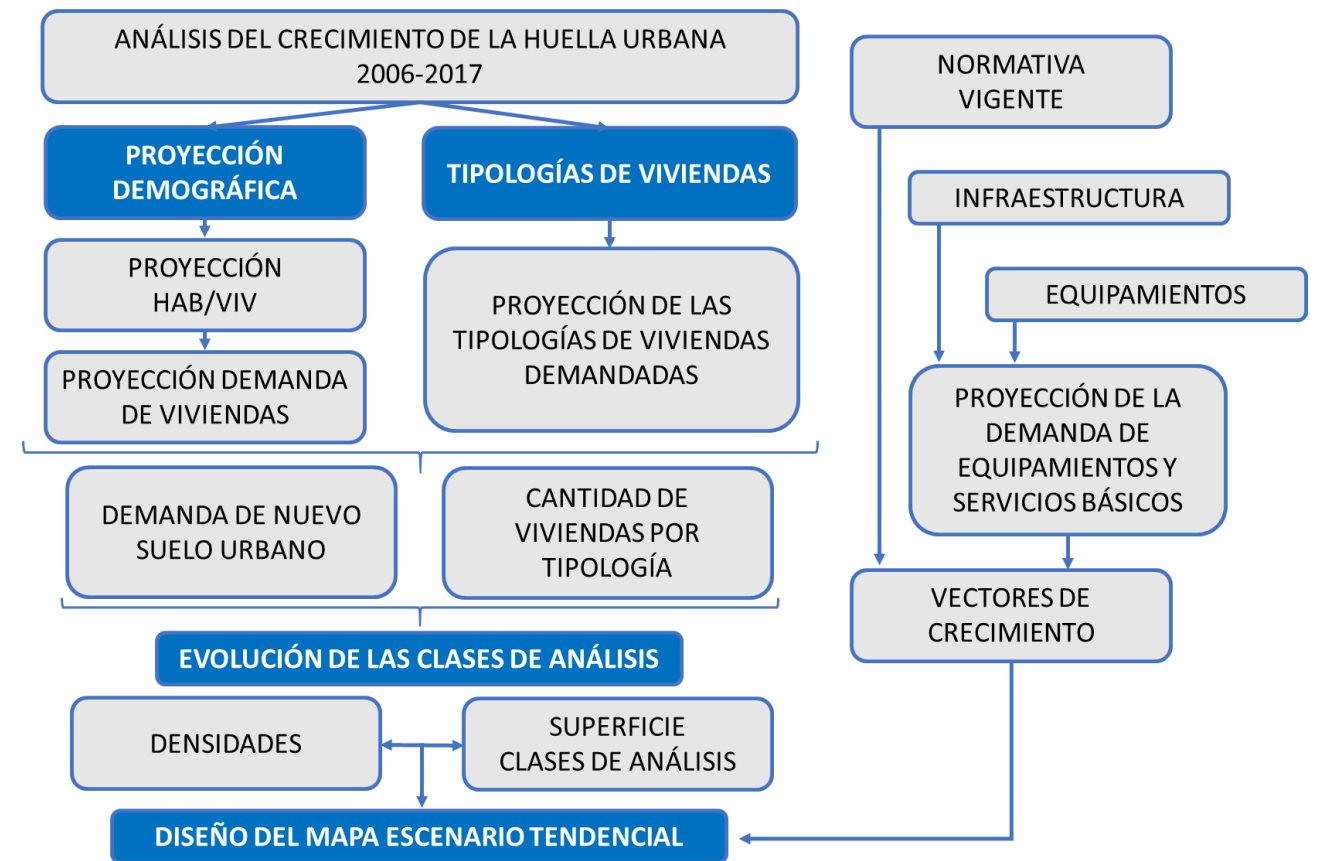 ANÁLISIS DEL CRECIMIENTO DE LA HUELLA URBANA
2006-2017
PROYECCIÓN
DEMOGRÁFICA
TIPOLOGÍAS DE VIVIENDAS
PROYECCIÓN
HAB/VIV
PROYECCIÓN DEMANDA
DE VIVIENDAS
PROYECCIÓN DE LAS
TIPOLOGÍAS DE VIVIENDAS
DEMANDADAS
DEMANDA DE NUEVO
SUELO URBANO
CANTIDAD DE
VIVIENDAS POR
TIPOLOGÍA
EVOLUCIÓN DE LAS CLASES DE ANÁLISIS
DENSIDADES
SUPERFICIE
CLASES DE ANÁLISIS
DISEÑO DEL MAPA ESCENARIO TENDENCIAL
NORMATIVA
VIGENTE
INFRAESTRUCTURA
EQUIPAMIENTOS
PROYECCIÓN DE LA
DEMANDA DE
EQUIPAMIENTOS Y
SERVICIOS BÁSICOS
VECTORES DE
CRECIMIENTO